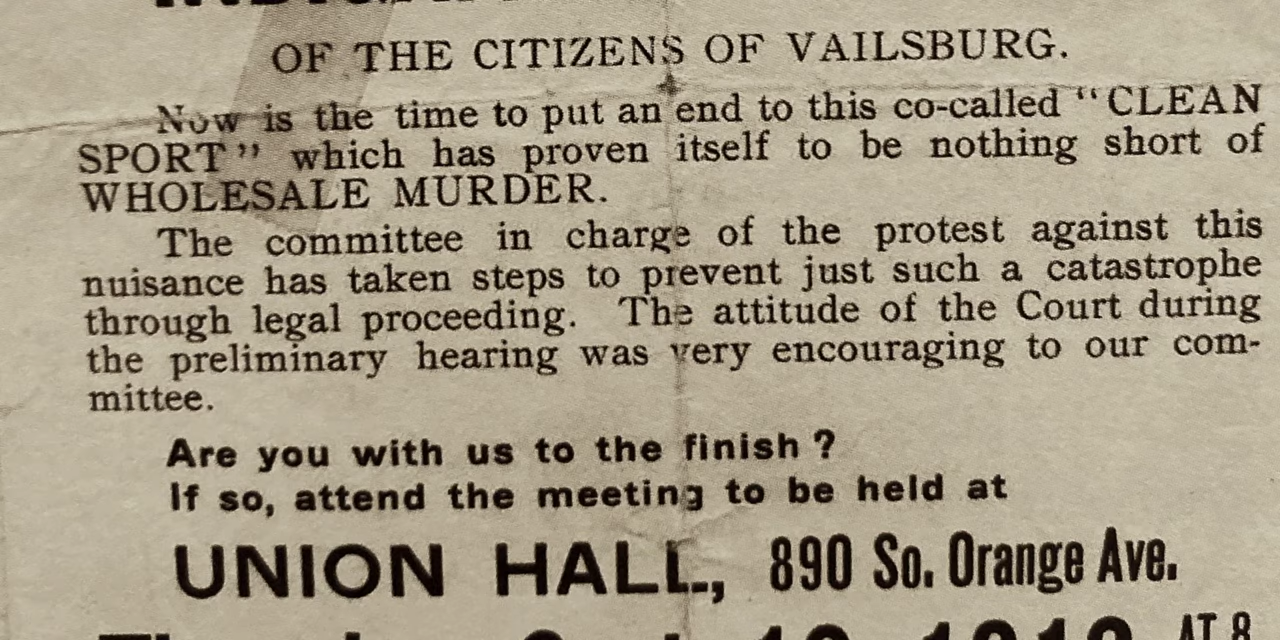 OF THE CITIZENS OF VAILSBURG.
Now is the time to put an end to this co-called "CLEAN
SPORT" which has proven itself to be nothing short of
WHOLESALE MURDER.
The committee in charge of the protest against this
nuisance has taken steps to prevent just such a catastrophe
through legal proceeding. The attitude of the Court during
the preliminary hearing was very encouraging to our com-
mittee.
Are you with us to the finish ?
If so, attend the meeting to be held at
UNION HALL, 890 So. Orange Ave.
AT 8